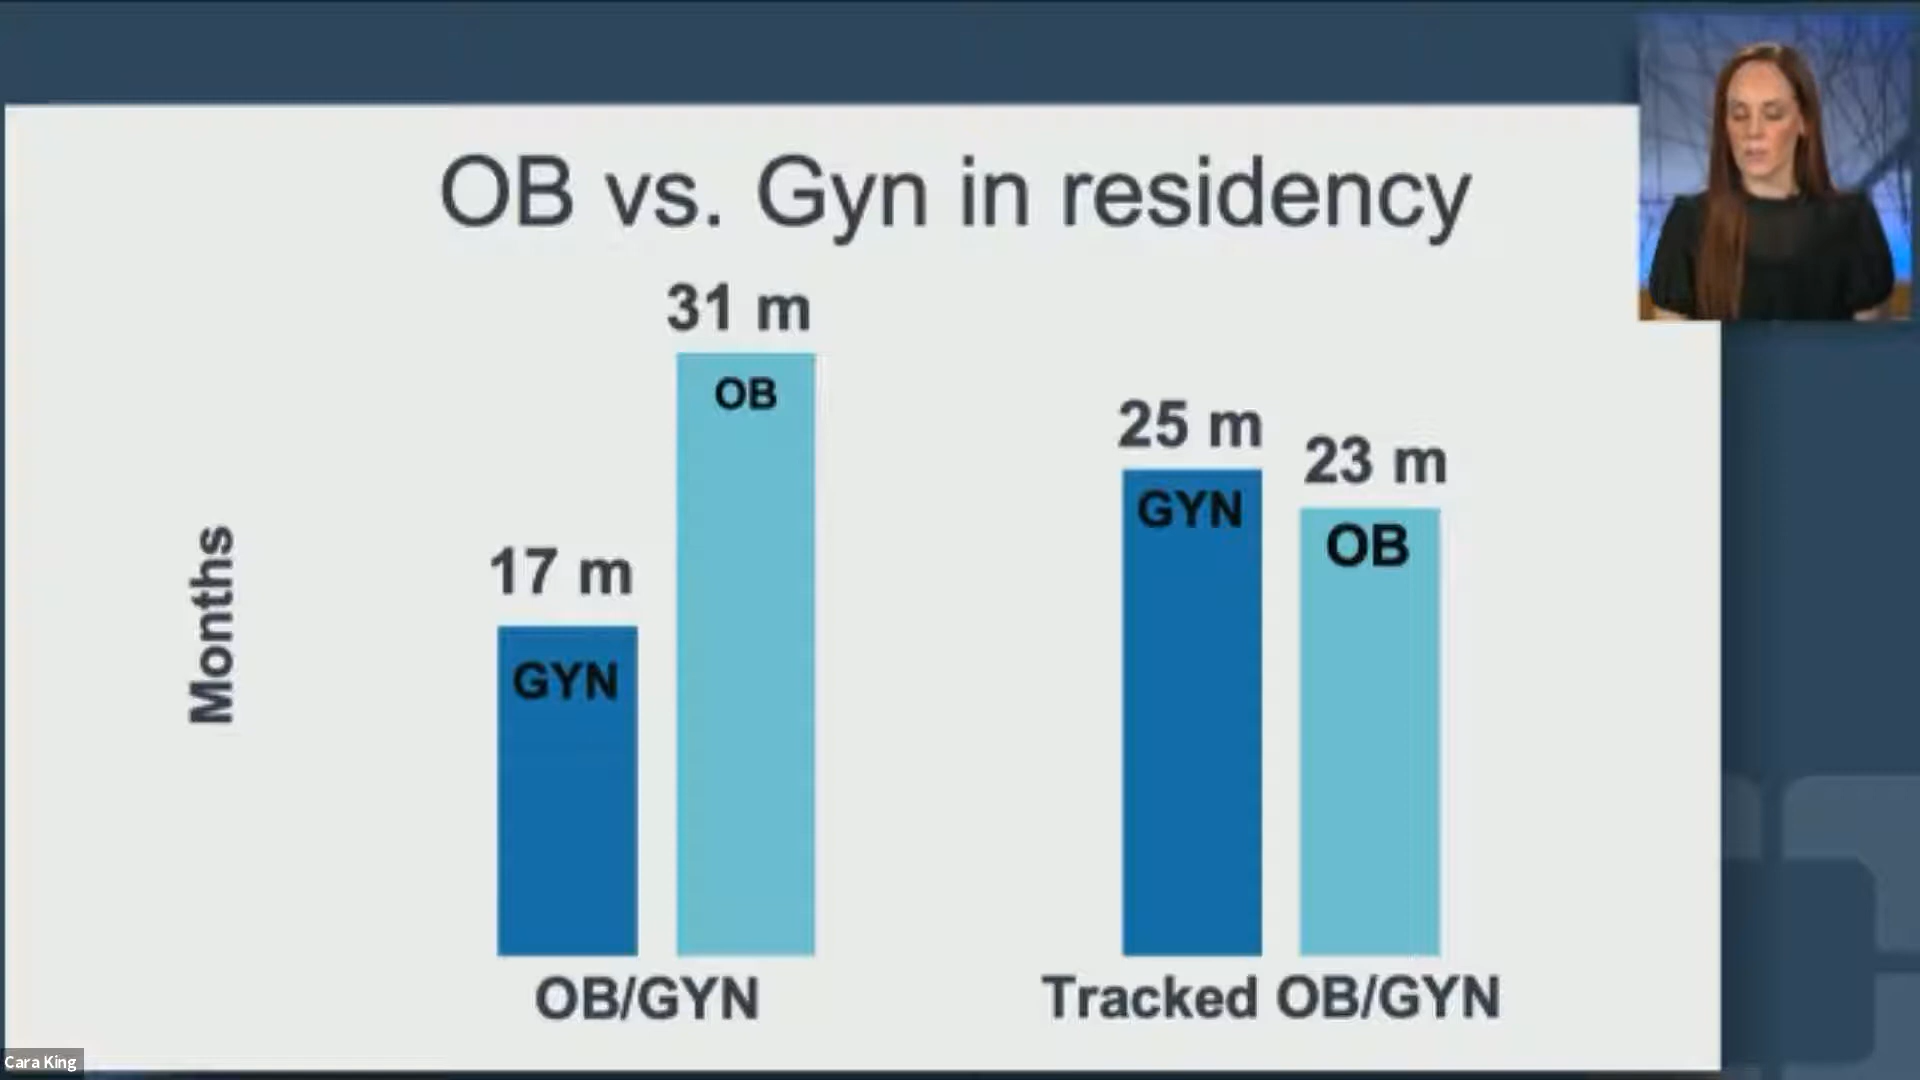 OB vs. Gyn in residency
31 m
OB
25 m
23 m
GYN
OB
17 m
GYN
Months
OB/GYN
Tracked OB/GYN
Cara King